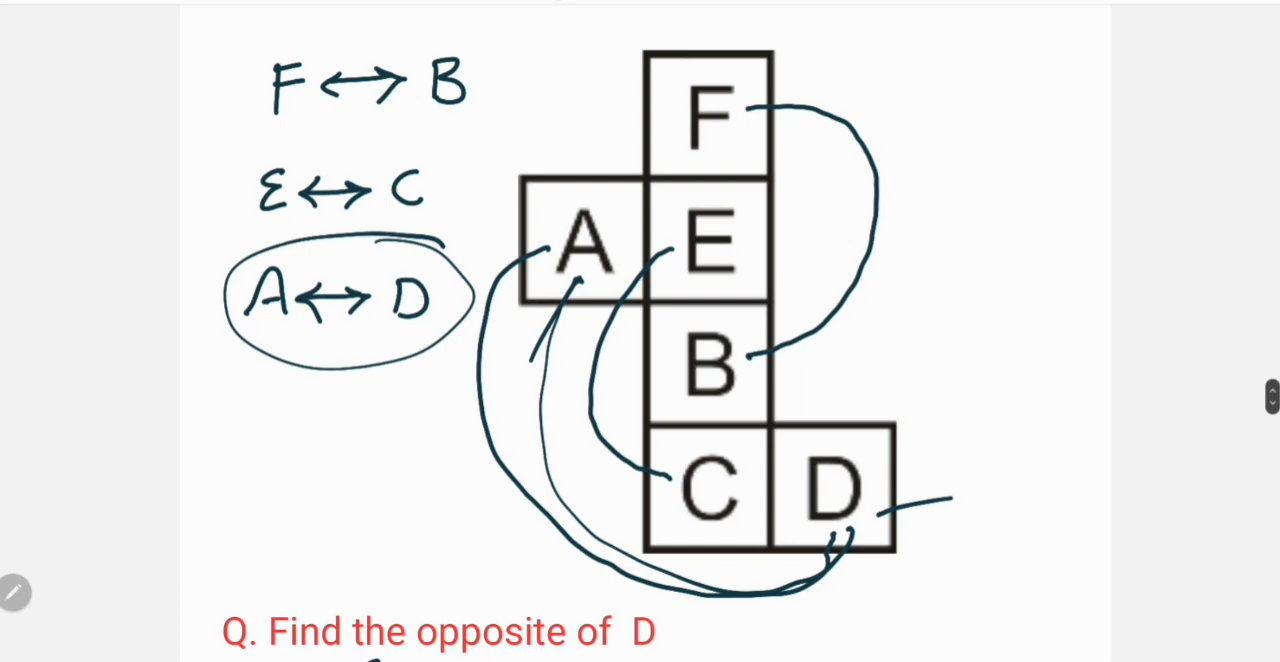 F ↔ B
E ↔ C
A ↔ D
F
A E
B
C D
Q. Find the opposite of D